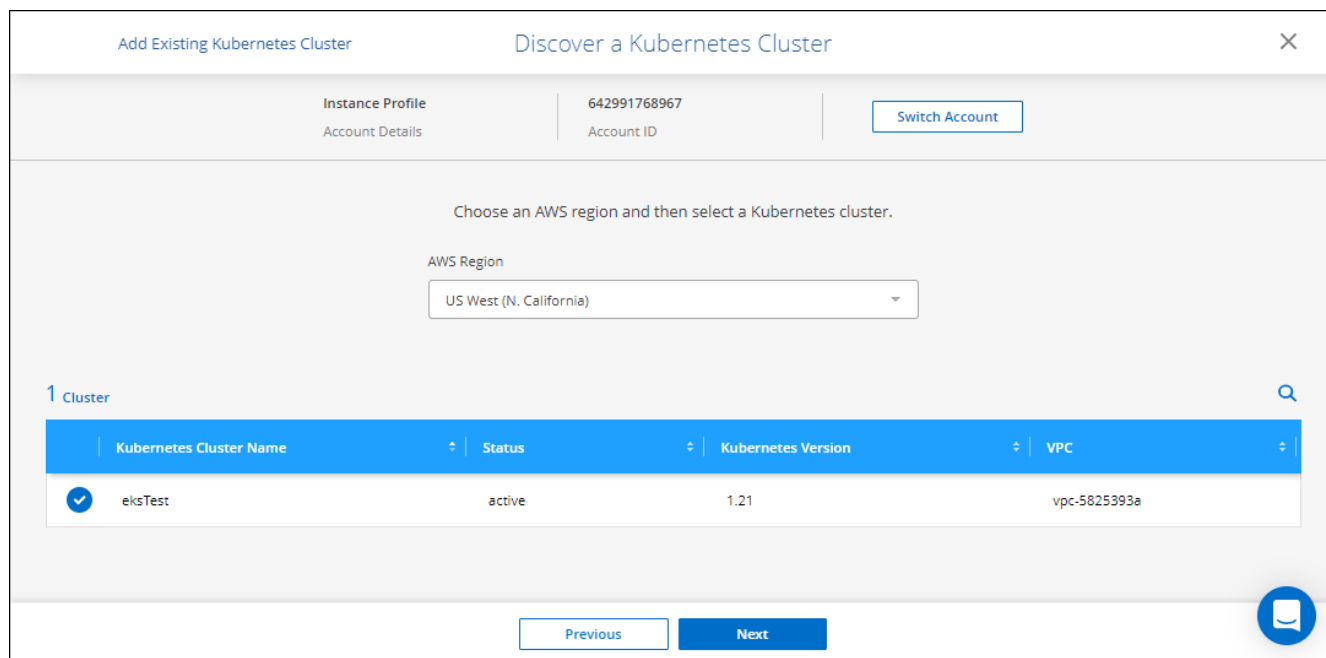 Add Existing Kubernetes Cluster
Discover a Kubernetes Cluster
Instance Profile
Account Details
642991768967
Account ID
Switch Account
Choose an AWS region and then select a Kubernetes cluster.
AWS Region
US West (N. California)
1 Cluster
Kubernetes Cluster Name Status Kubernetes Version VPC
eksTest active 1.21 vpc-5825393a
Previous Next